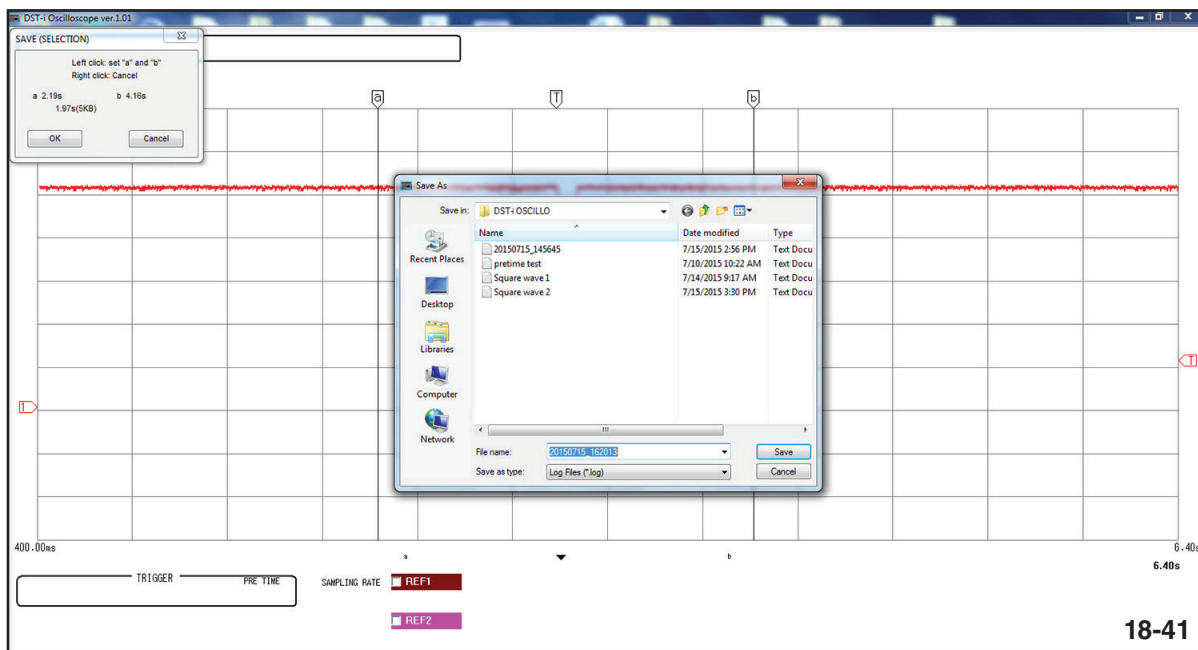 DST-i Oscilloscope ver.1.01
SAVE (SELECTION)
Left click: set "a" and "b"
Right click: Cancel
a 2.19s b 4.16s
1.97s(5KB)
OK Cancel
a T b
Save As
Save in: DST-i OSCILLO
Name Date modified Type
20150715_145645 7/15/2015 2:56 PM Text Docu
pretime test 7/10/2015 10:22 AM Text Docu
Square wave 1 7/14/2015 9:17 AM Text Docu
Square wave 2 7/15/2015 3:30 PM Text Docu
Recent Places
Desktop
Libraries
Computer
Network
File name: 20150715_162013 Save
Save as type: Log Files (*.log) Cancel
T
1
400.00ms 6.40s
a b
6.40s
TRIGGER PRE TIME SAMPLING RATE REF1
REF2
18-41